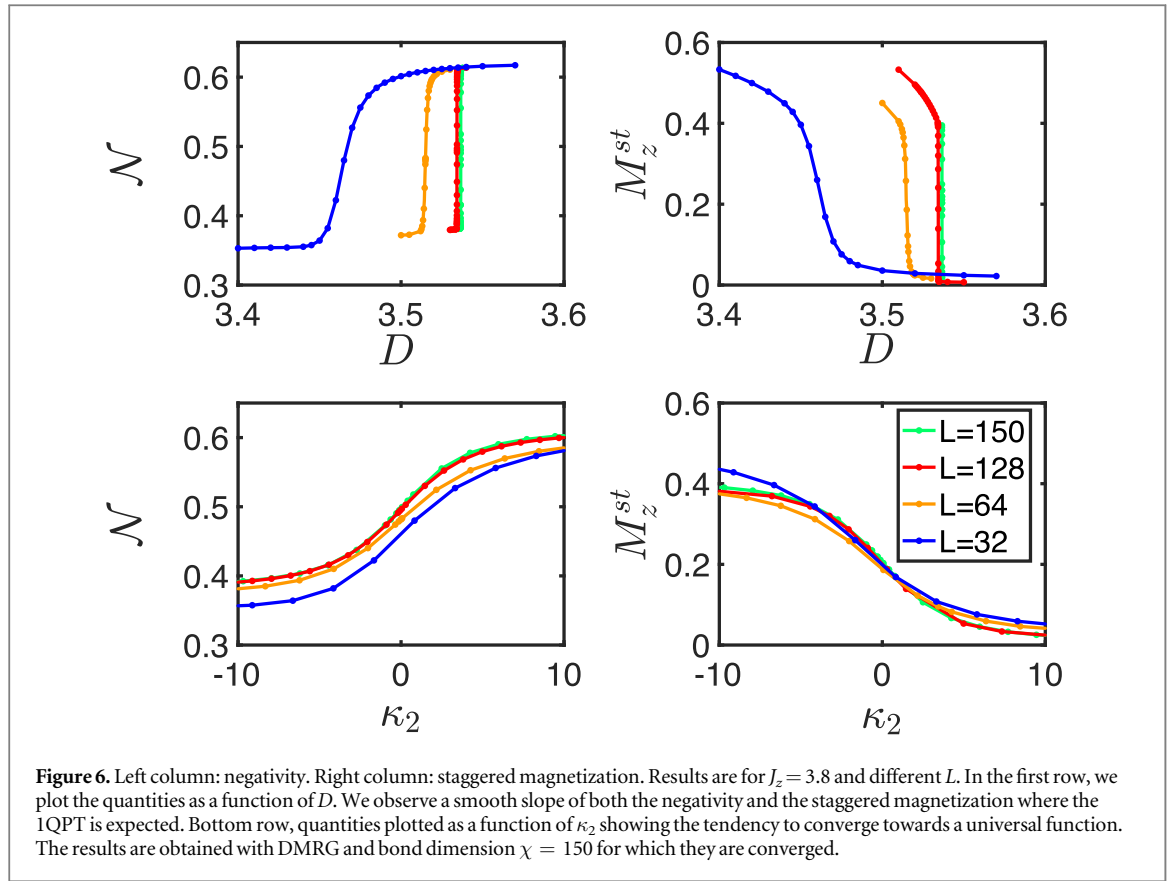 0.6
0.5
0.4
0.3
𝒩
3.4
3.5
3.6
D
0.6
0.4
0.2
0
M_z^{st}
3.4
3.5
3.6
D
0.6
0.5
0.4
0.3
𝒩
-10
0
10
κ₂
0.6
0.4
0.2
0
M_z^{st}
-10
0
10
κ₂
L=150
L=128
L=64
L=32
Figure 6. Left column: negativity. Right column: staggered magnetization. Results are for J_z = 3.8 and different L. In the first row, we
plot the quantities as a function of D. We observe a smooth slope of both the negativity and the staggered magnetization where the
1QPT is expected. Bottom row, quantities plotted as a function of κ₂ showing the tendency to converge towards a universal function.
The results are obtained with DMRG and bond dimension χ = 150 for which they are converged.